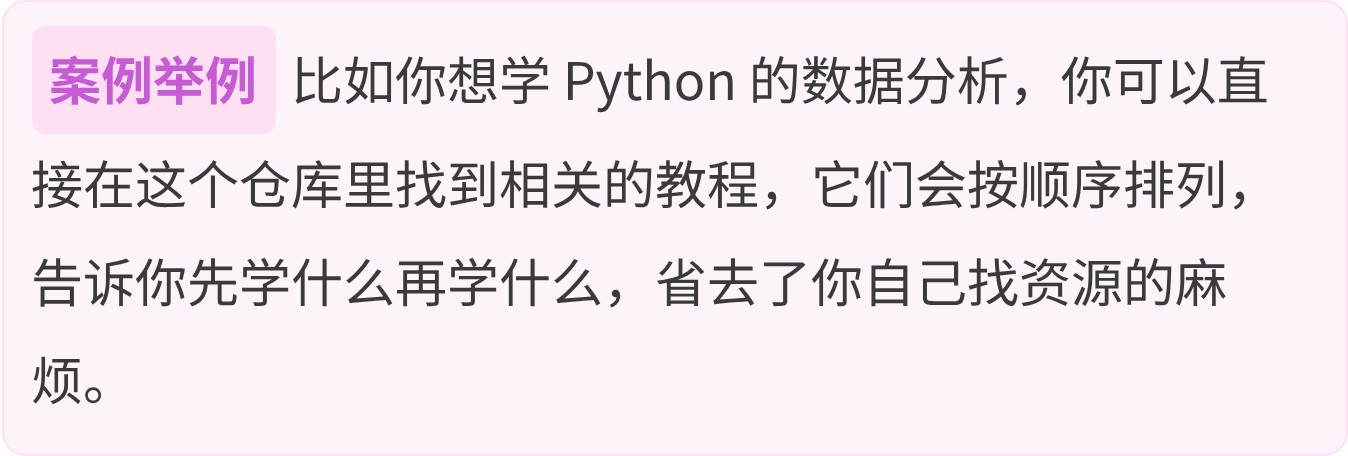 案例举例 比如你想学 Python 的数据分析，你可以直
接在这个仓库里找到相关的教程，它们会按顺序排列，
告诉你先学什么再学什么，省去了你自己找资源的麻
烦。